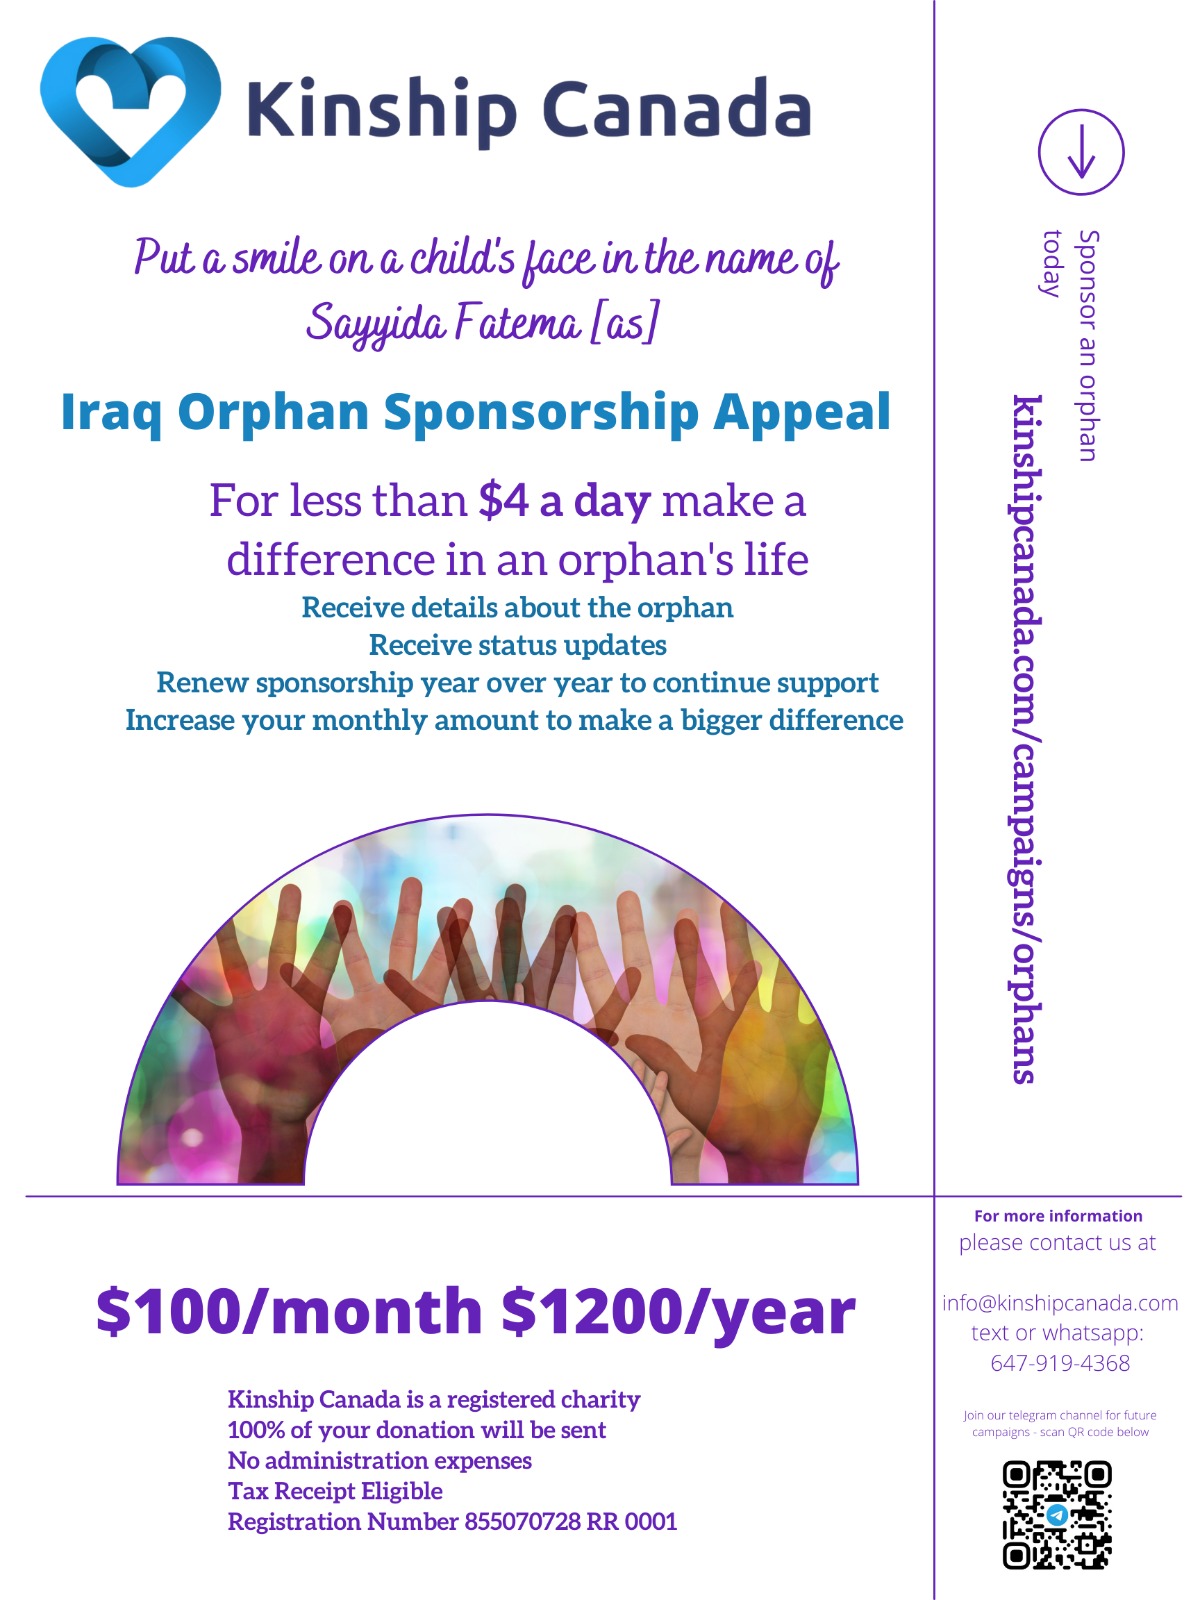 Kinship Canada
Put a smile on a child's face in the name of
Sayyida Fatema [as]
Iraq Orphan Sponsorship Appeal
For less than $4 a day make a
difference in an orphan's life
Receive details about the orphan
Receive status updates
Renew sponsorship year over year to continue support
Increase your monthly amount to make a bigger difference
Sponsor an orphan
today
kinshipcanada.com/campaigns/orphans
$100/month $1200/year
Kinship Canada is a registered charity
100% of your donation will be sent
No administration expenses
Tax Receipt Eligible
Registration Number 855070728 RR 0001
For more information
please contact us at
info@kinshipcanada.com
text or whatsapp:
647-919-4368
Join our telegram channel for future
campaigns - scan QR code below